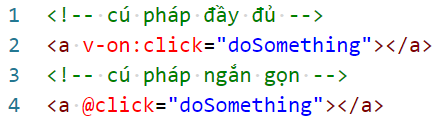 1 <!-- cú pháp đầy đủ -->
2 <a v-on:click="doSomething"></a>
3 <!-- cú pháp ngắn gọn -->
4 <a @click="doSomething"></a>